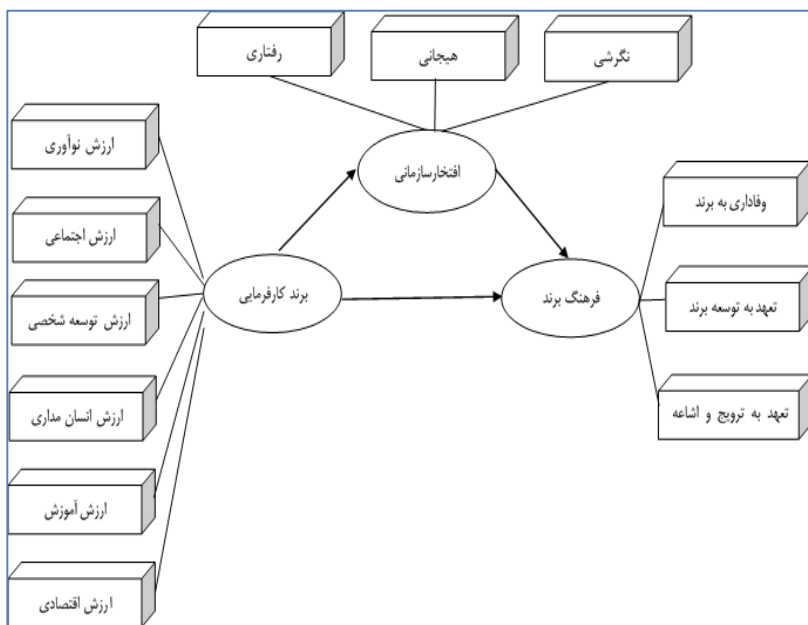 نگرشی
هیجانی
رفتاری
افتخارسازمانی
ارزش نوآوری
ارزش اجتماعی
ارزش توسعه شخصی
ارزش انسان مداری
ارزش آموزش
ارزش اقتصادی
برند کارفرمایی
فرهنگ برند
وفاداری به برند
تعهد به توسعه برند
تعهد به ترویج و اشاعه